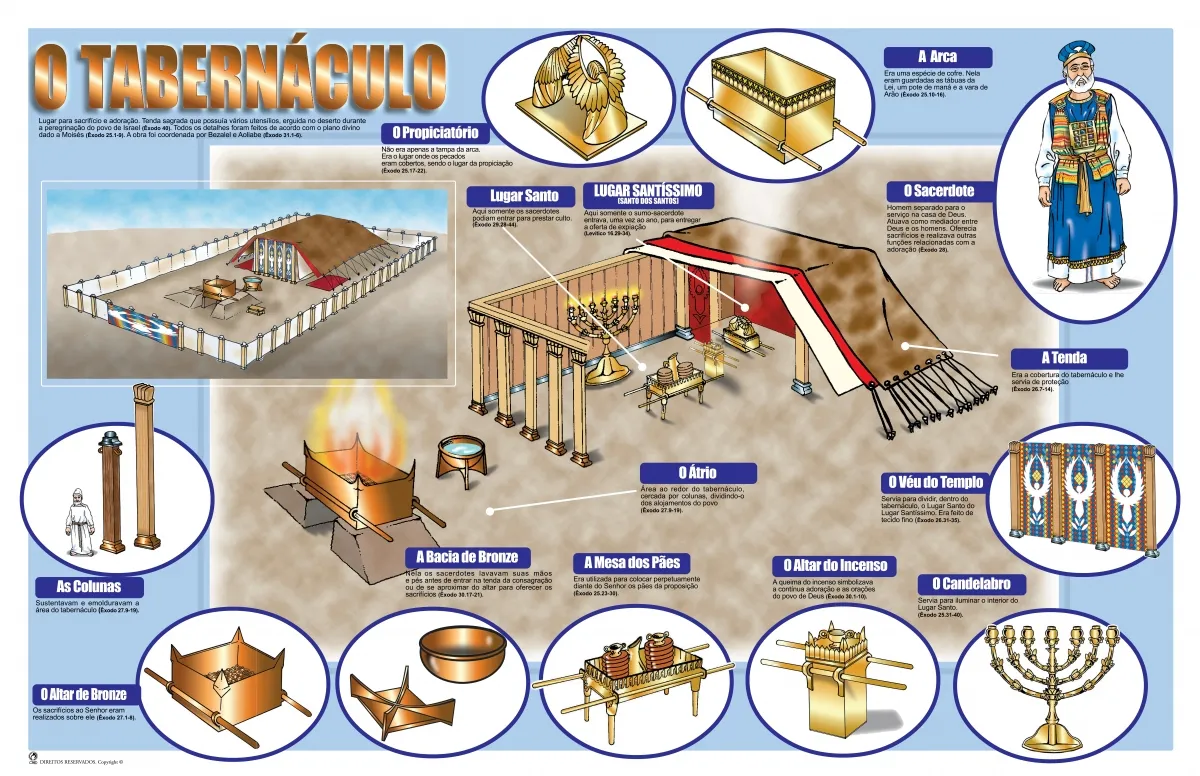 O TABERNÁCULO
Lugar para sacrifício e adoração. Tenda sagrada que possuía vários utensílios, erguida no deserto durante
a peregrinação do povo de Israel (Êxodo 40). Todos os detalhes foram feitos de acordo com o plano divino
dado a Moisés (Êxodo 25.1-9). A obra foi coordenada por Bezalel e Aoliabe (Êxodo 31.1-6).
O Propiciatório
Não era apenas a tampa da arca.
Era o lugar onde os pecados
eram cobertos, sendo o lugar da propiciação
(Êxodo 25.17-22).
A Arca
Era uma espécie de cofre. Nela
eram guardadas as tábuas da
Lei, um pote de maná e a vara de
Arão (Êxodo 25.10-16).
Lugar Santo
Aqui somente os sacerdotes
podiam entrar para prestar culto.
(Êxodo 29.28-44).
LUGAR SANTÍSSIMO
(SANTO DOS SANTOS)
Aqui somente o sumo-sacerdote
entrava, uma vez ao ano, para entregar
a oferta de expiação
(Levítico 16.29-34).
O Sacerdote
Homem separado para o
serviço na casa de Deus.
Atuava como mediador entre
Deus e os homens. Oferecia
sacrifícios e realizava outras
funções relacionadas com a
adoração (Êxodo 28).
A Tenda
Era a cobertura do tabernáculo e lhe
servia de proteção
(Êxodo 26.7-14).
O Átrio
Área ao redor do tabernáculo,
cercada por colunas, dividindo-o
dos alojamentos do povo
(Êxodo 27.9-19).
O Véu do Templo
Servia para dividir, dentro do
tabernáculo, o Lugar Santo do
Lugar Santíssimo. Era feito de
tecido fino (Êxodo 26.31-35).
As Colunas
Sustentavam e emolduravam a
área do tabernáculo (Êxodo 27.9-19).
A Bacia de Bronze
Nela os sacerdotes lavavam suas mãos
e pés antes de entrar na tenda da consagração
ou de se aproximar do altar para oferecer os
sacrifícios (Êxodo 30.17-21).
A Mesa dos Pães
Era utilizada para colocar perpetuamente
diante do Senhor os pães da proposição
(Êxodo 25.23-30).
O Altar do Incenso
A queima do incenso simbolizava
a contínua adoração e as orações
do povo de Deus (Êxodo 30.1-10).
O Candelabro
Servia para iluminar o interior do
Lugar Santo.
(Êxodo 25.31-40).
O Altar de Bronze
Os sacrifícios ao Senhor eram
realizados sobre ele (Êxodo 27.1-8).
DIREITOS RESERVADOS. Copyright ©